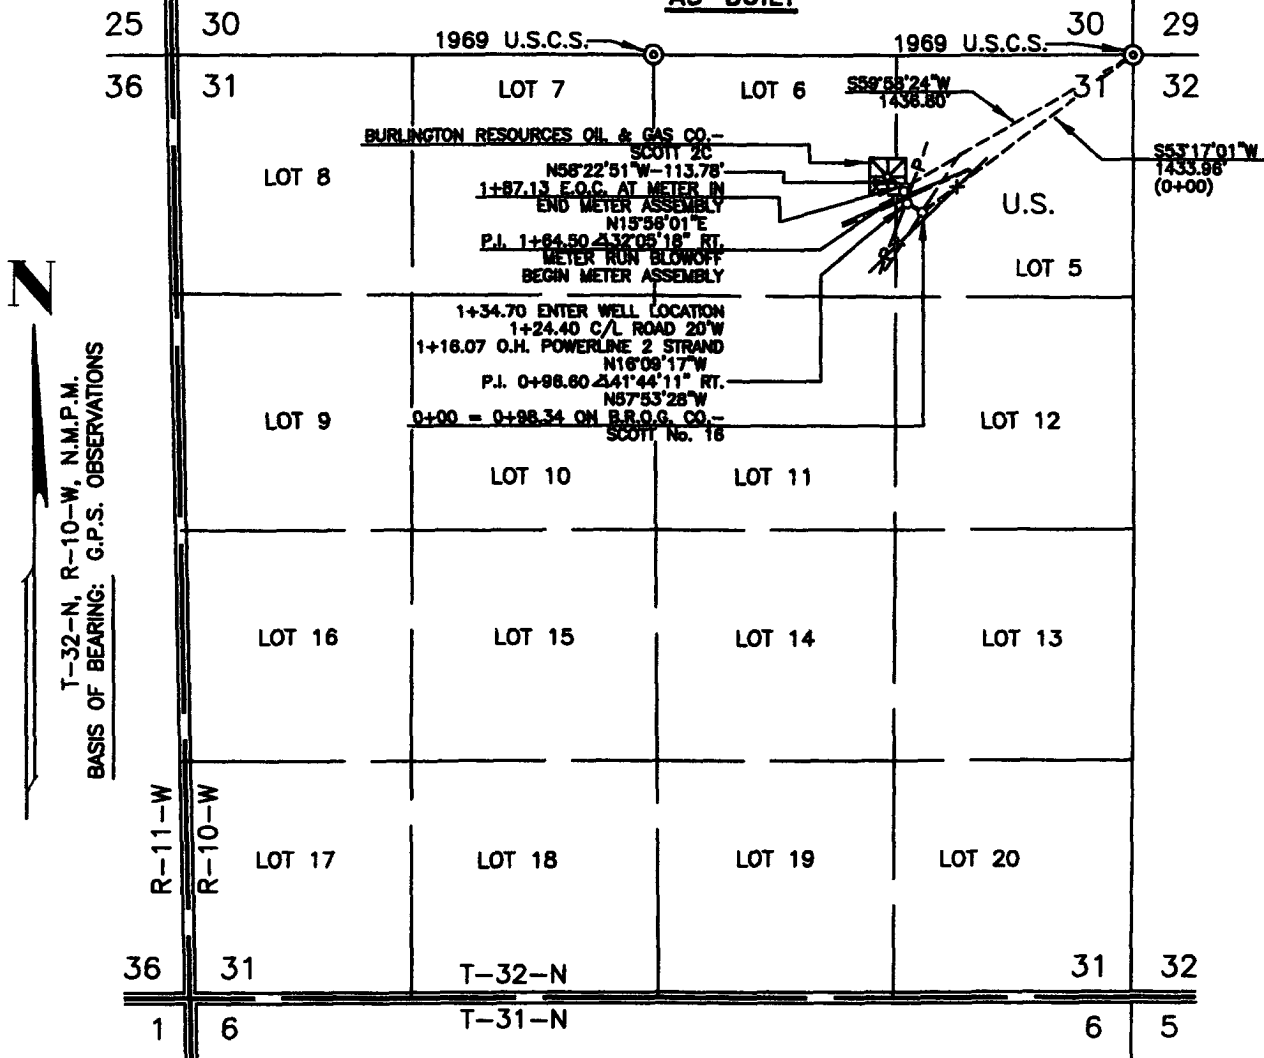 AS BUILT
25 30
30 29
1969 U.S.C.S.
1969 U.S.C.S.
36 31
31 32
LOT 7
LOT 6
S59°58'24"W
1436.80'
BURLINGTON RESOURCES OIL & GAS CO.-
SCOTT 2C
N58°22'51"W-113.78'
1+87.13 E.O.C. AT METER IN
END METER ASSEMBLY
N15°56'01"E
P.I. 1+64.50 Δ32°05'18" RT.
METER RUN BLOWOFF
BEGIN METER ASSEMBLY
S53°17'01"W
1433.96'
(0+00)
LOT 8
U.S.
LOT 5
N
1+34.70 ENTER WELL LOCATION
1+24.40 C/L ROAD 20'W
1+16.07 O.H. POWERLINE 2 STRAND
N16°09'17"W
P.I. 0+96.60 Δ41°44'11" RT.
N57°53'28"W
0+00 = 0+98.34 ON B.R.O.G. CO.-
SCOTT No. 16
LOT 9
LOT 12
LOT 10
LOT 11
T-32-N, R-10-W, N.M.P.M.
BASIS OF BEARING: G.P.S. OBSERVATIONS
LOT 16
LOT 15
LOT 14
LOT 13
R-11-W
R-10-W
LOT 17
LOT 18
LOT 19
LOT 20
36 31
T-32-N
31 32
1 6
T-31-N
6 5